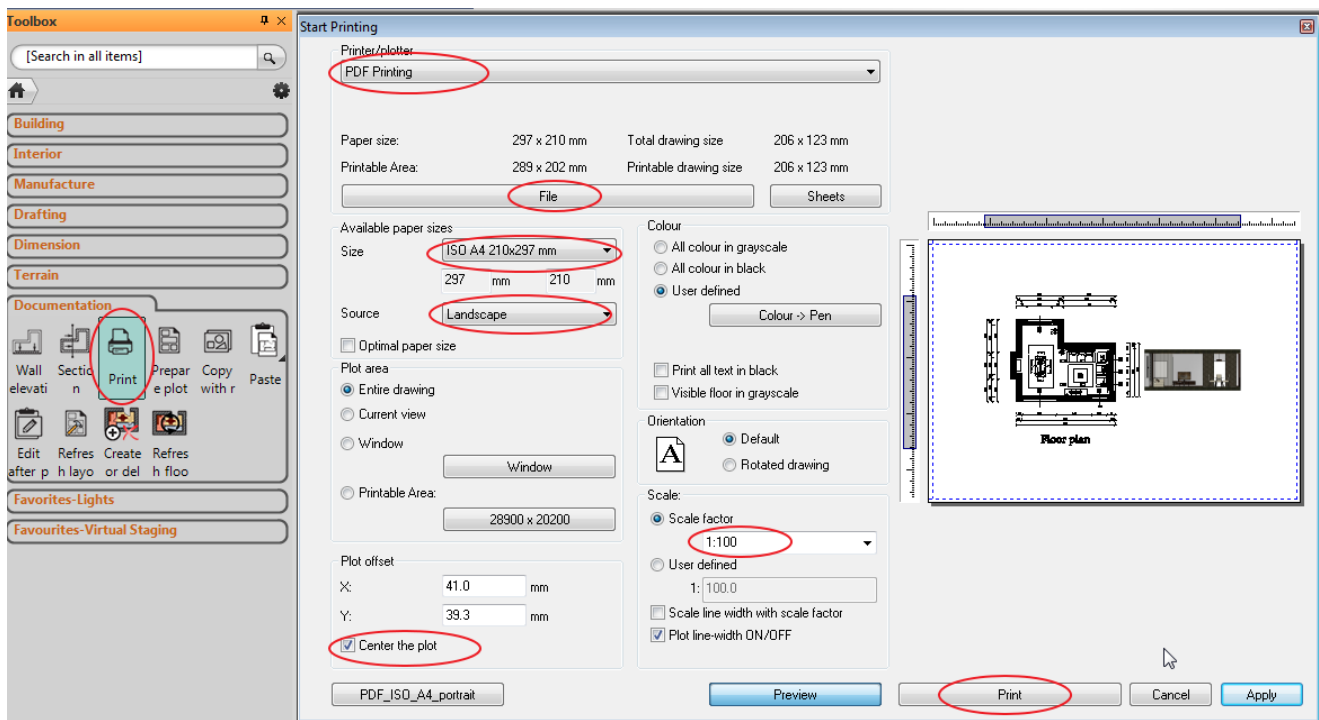 Toolbox
[Search in all items]
Building
Interior
Manufacture
Drafting
Dimension
Terrain
Documentation
Wall elevati
Sectio n
Print
Prepar e plot
Copy with r
Paste
Edit after p
Refres h layo
Create or del
Refres h floo
Favorites-Lights
Favourites-Virtual Staging
Start Printing
Printer/plotter
PDF Printing
Paper size: 297 x 210 mm Total drawing size 206 x 123 mm
Printable Area: 289 x 202 mm Printable drawing size 206 x 123 mm
File Sheets
Available paper sizes
Size ISO A4 210x297 mm
297 mm 210 mm
Source Landscape
Optimal paper size
Plot area
Entire drawing
Current view
Window
Window
Printable Area:
28900 x 20200
Plot offset
X: 41.0 mm
Y: 39.3 mm
Center the plot
PDF_ISO_A4_portrait
Colour
All colour in grayscale
All colour in black
User defined
Colour -> Pen
Print all text in black
Visible floor in grayscale
Orientation
A
Default
Rotated drawing
Scale:
Scale factor
1:100
User defined
1: 100.0
Scale line width with scale factor
Plot line-width ON/OFF
Floor plan
Preview Print Cancel Apply